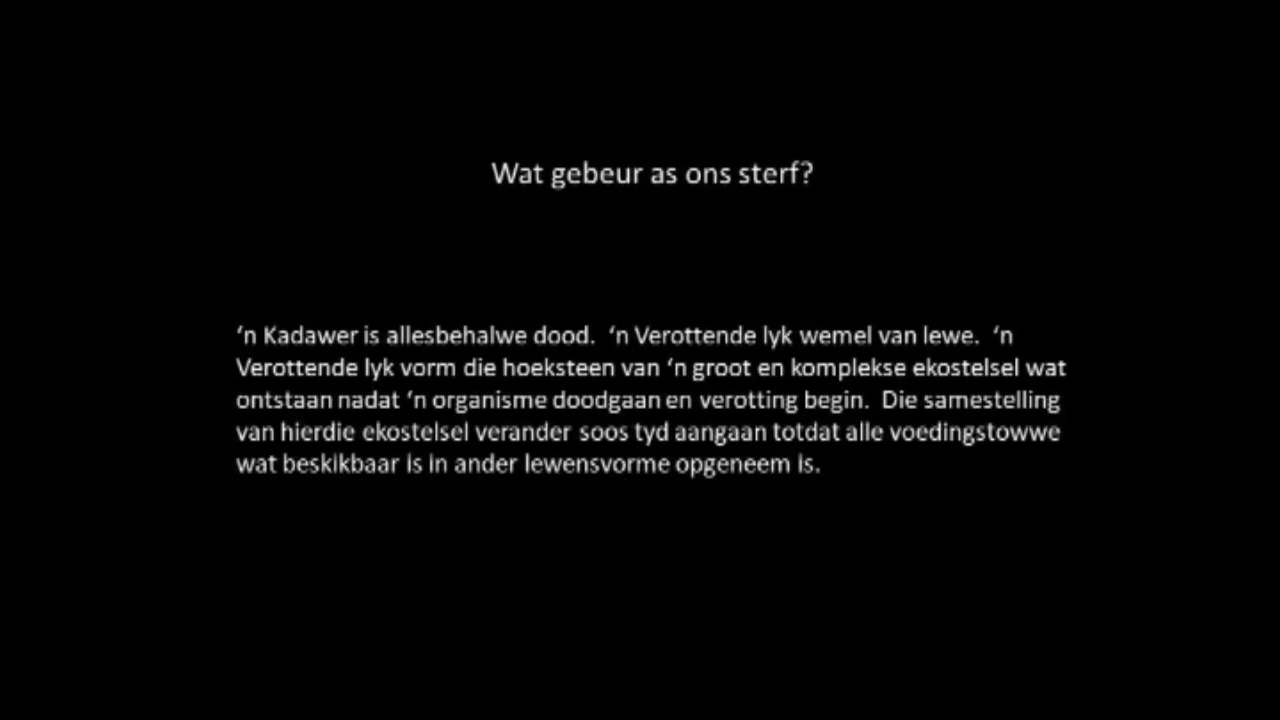 Wat gebeur as ons sterf?
‘n Kadawer is allesbehalwe dood.  ‘n Verottende lyk wemel van lewe.  ‘n
Verottende lyk vorm die hoeksteen van ‘n groot en komplekse ekostelsel wat
ontstaan nadat ‘n organisme doodgaan en verotting begin.  Die samestelling
van hierdie ekostelsel verander soos tyd aangaan totdat alle voedingstowwe
wat beskikbaar is in ander lewensvorme opgeneem is.